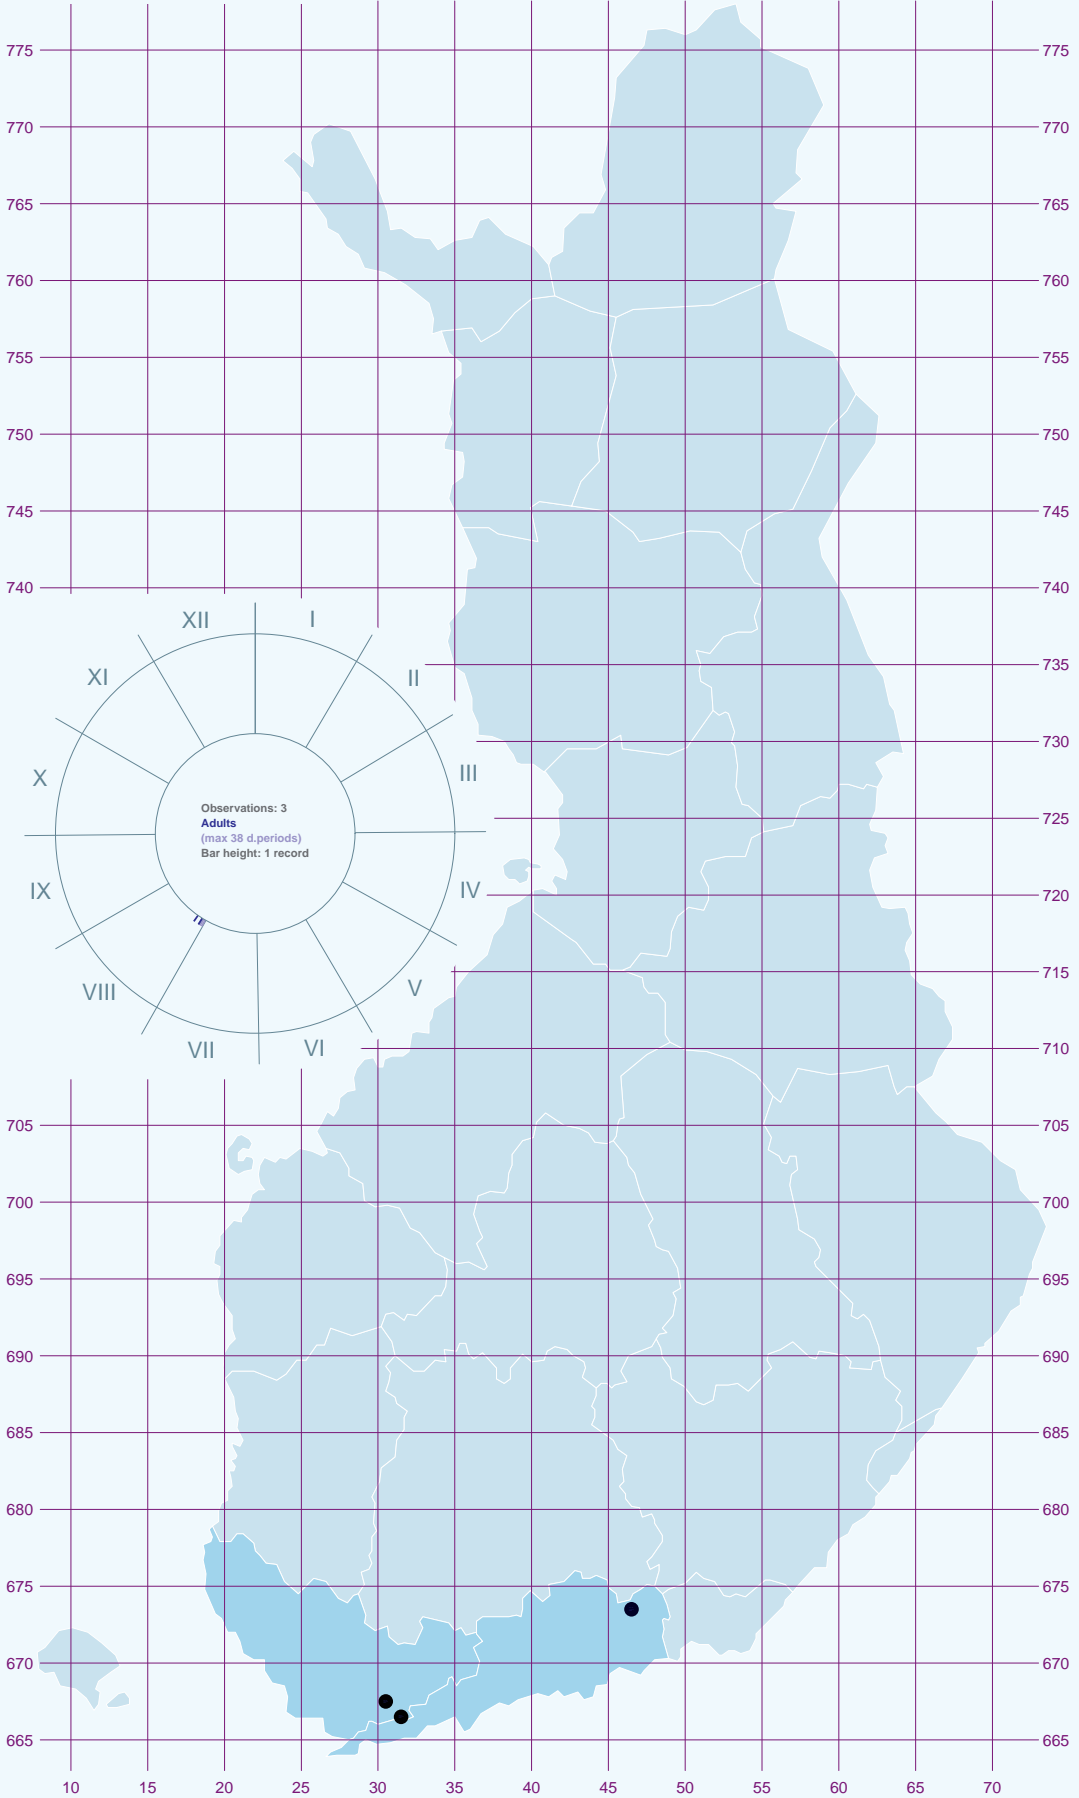 775 775
770 770
765 765
760 760
755 755
750 750
745 745
740 740
XII I
XI II
735 735
730 730
X III
Observations: 3
Adults
(max 38 d.periods)
Bar height: 1 record
725 725
IX IV
720 720
715 715
VIII V
VII VI
710 710
705 705
700 700
695 695
690 690
685 685
680 680
675 675
670 670
665 665
10 15 20 25 30 35 40 45 50 55 60 65 70